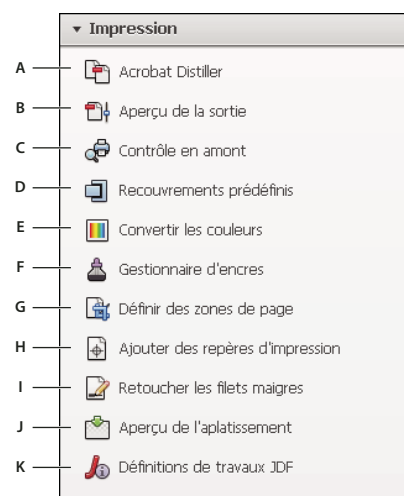 Impression
A Acrobat Distiller
B Aperçu de la sortie
C Contrôle en amont
D Recouvrements prédéfinis
E Convertir les couleurs
F Gestionnaire d'encres
G Définir des zones de page
H Ajouter des repères d'impression
I Retoucher les filets maigres
J Aperçu de l'aplatissement
K Définitions de travaux JDF